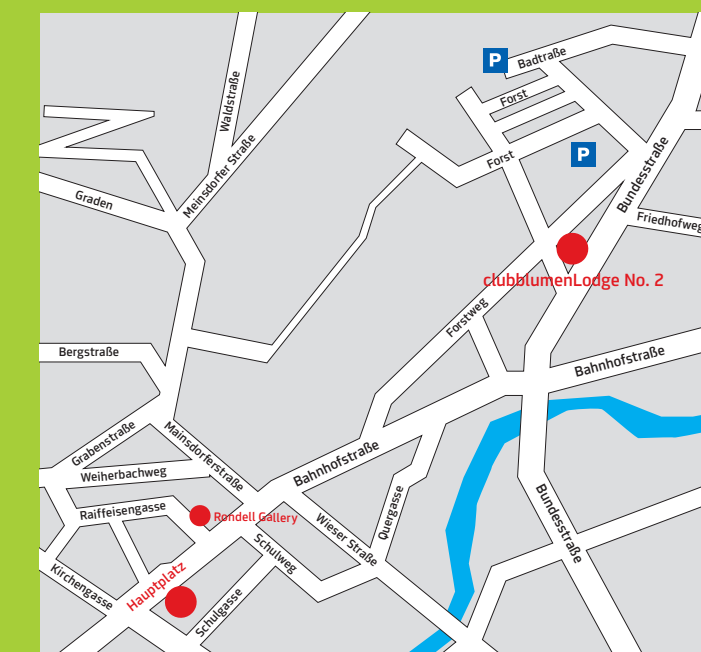 P
Badtraße
Forst
Waldstraße
Meinsdorfer Straße
Forst
P
Bundesstraße
Graden
Friedhofweg
clubblumenLodge No. 2
Forstweg
Bergstraße
Bahnhofstraße
Grabenstraße
Mainsdorferstraße
Bahnhofstraße
Weiherbachweg
Raiffeisengasse
Rondell Gallery
Wieser Straße
Quergasse
Bundesstraße
Schulweg
Kirchengasse
Hauptplatz
Schulgasse